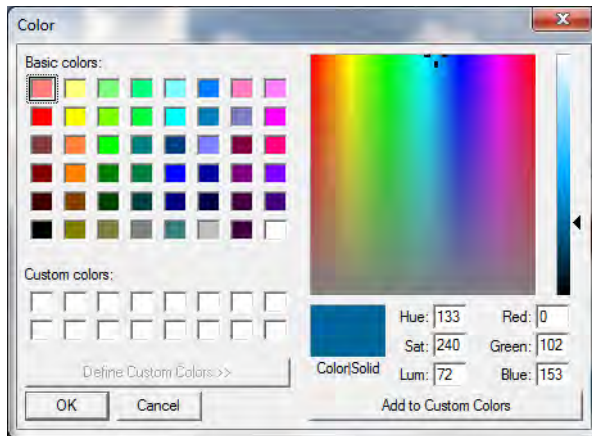 Color
Basic colors:
Custom colors:
Define Custom Colors >>
OK
Cancel
Color|Solid
Hue: 133
Sat: 240
Lum: 72
Red: 0
Green: 102
Blue: 153
Add to Custom Colors